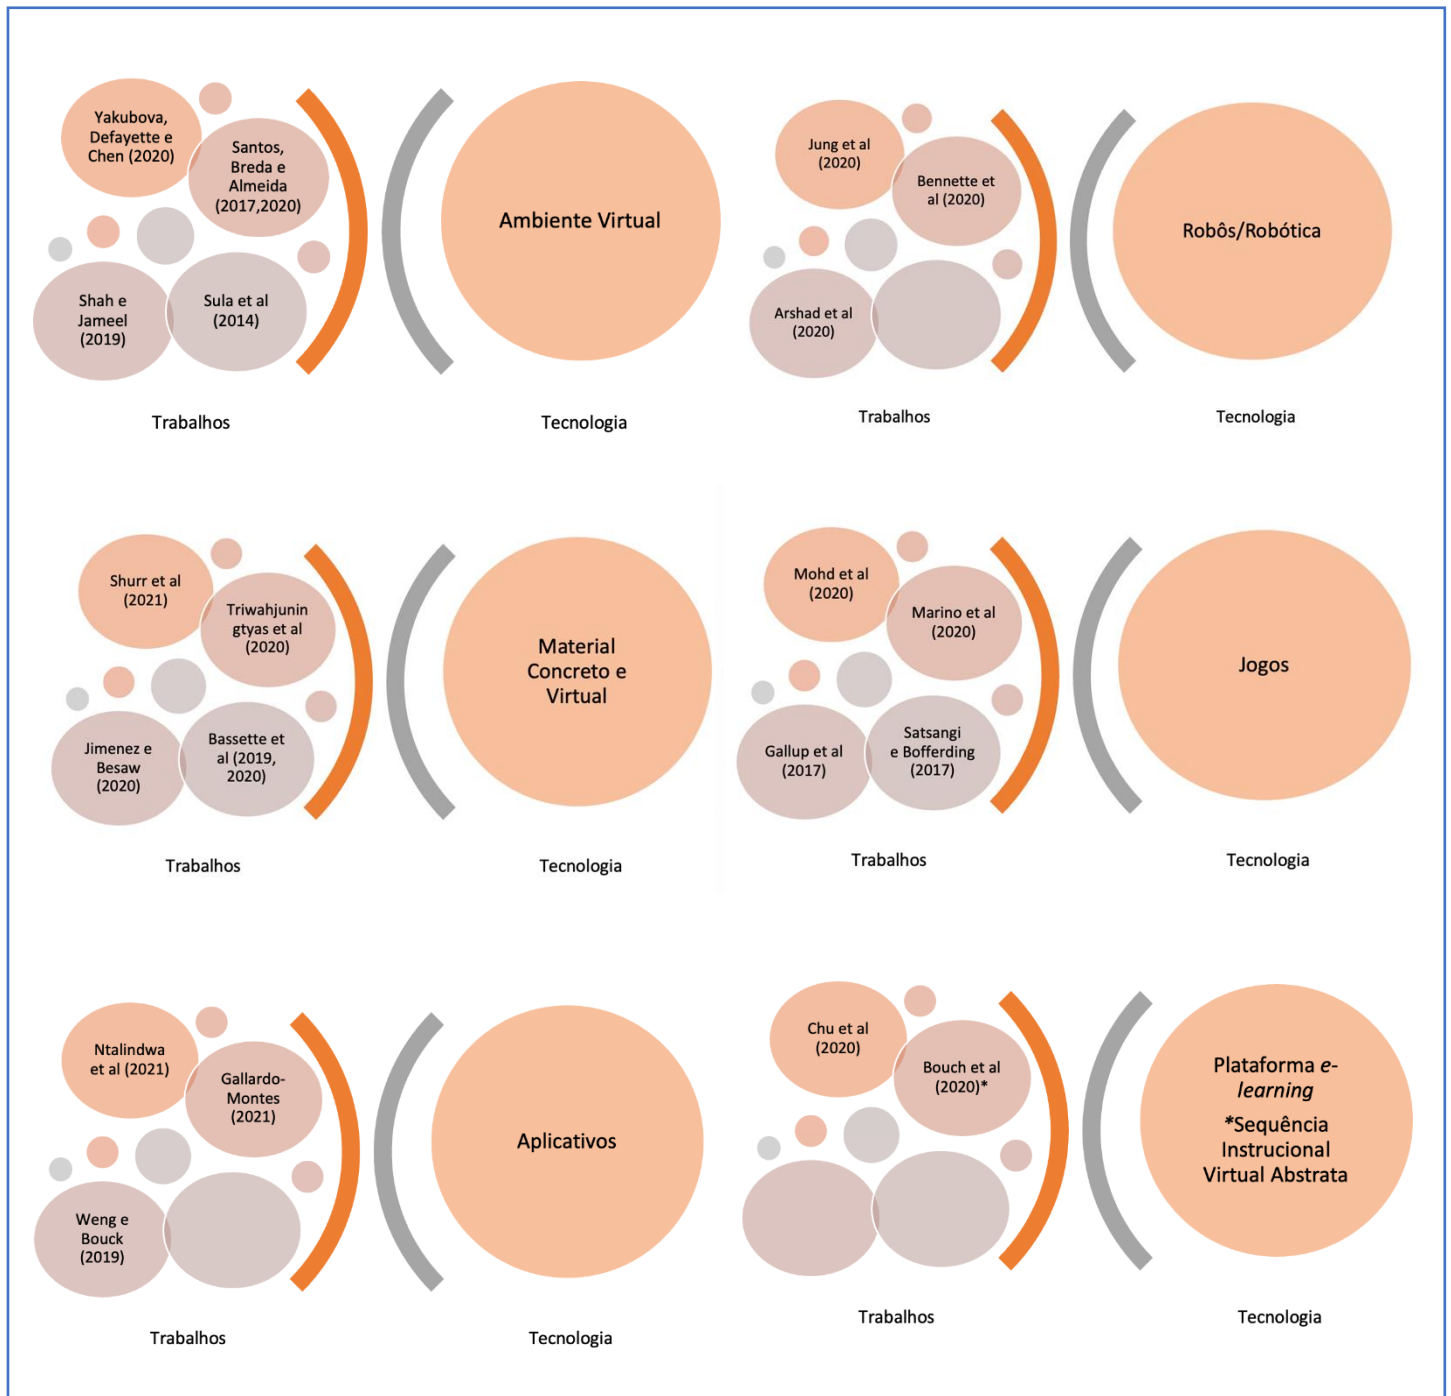 Yakubova,
Defayette e
Chen (2020)
Santos,
Breda e
Almeida
(2017,2020)
Shah e
Jameel
(2019)
Sula et al
(2014)
Ambiente Virtual
Trabalhos
Tecnologia
Jung et al
(2020)
Bennette et
al (2020)
Arshad et al
(2020)
Robôs/Robótica
Trabalhos
Tecnologia
Shurr et al
(2021)
Triwahjunin
gtyas et al
(2020)
Jimenez e
Besaw
(2020)
Bassette et
al (2019,
2020)
Material
Concreto e
Virtual
Trabalhos
Tecnologia
Mohd et al
(2020)
Marino et al
(2020)
Gallup et al
(2017)
Satsangi
e Bofferding
(2017)
Jogos
Trabalhos
Tecnologia
Ntalindwa
et al (2021)
Gallardo-
Montes
(2021)
Weng e
Bouck
(2019)
Aplicativos
Trabalhos
Tecnologia
Chu et al
(2020)
Bouch et al
(2020)*
Plataforma e-
learning
*Sequência
Instrucional
Virtual Abstrata
Trabalhos
Tecnologia